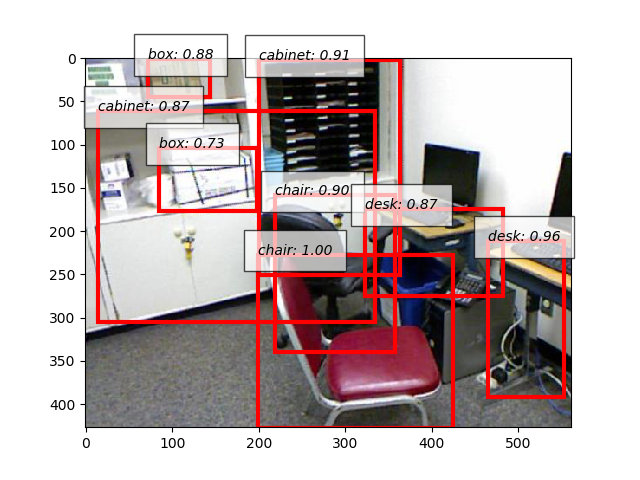 box: 0.88
cabinet: 0.91
cabinet: 0.87
box: 0.73
chair: 0.90
desk: 0.87
desk: 0.96
chair: 1.00
0
50
100
150
200
250
300
350
400
0 100 200 300 400 500